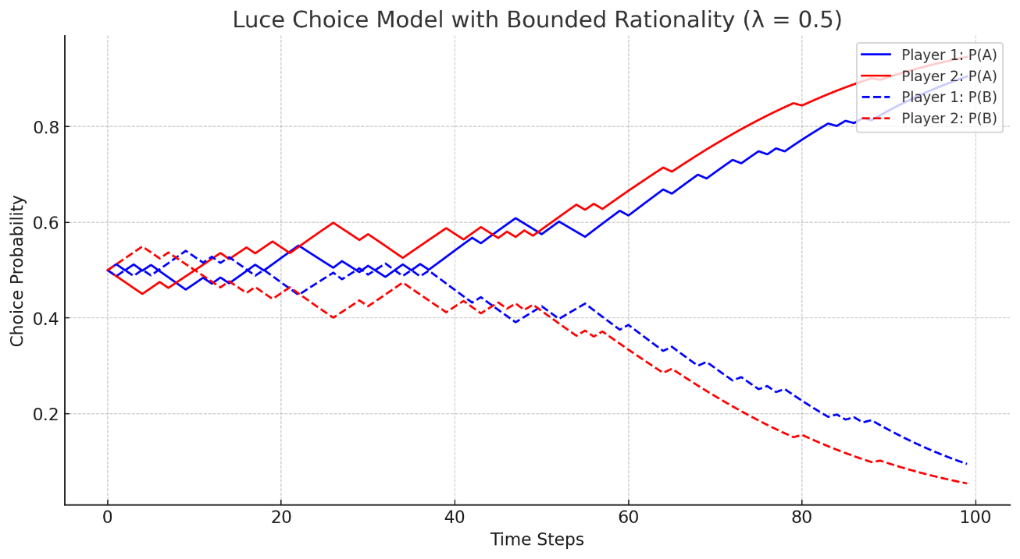 Luce Choice Model with Bounded Rationality (λ = 0.5)
Player 1: P(A)
Player 2: P(A)
Player 1: P(B)
Player 2: P(B)
Choice Probability
0.8
0.6
0.4
0.2
0 20 40 60 80 100
Time Steps